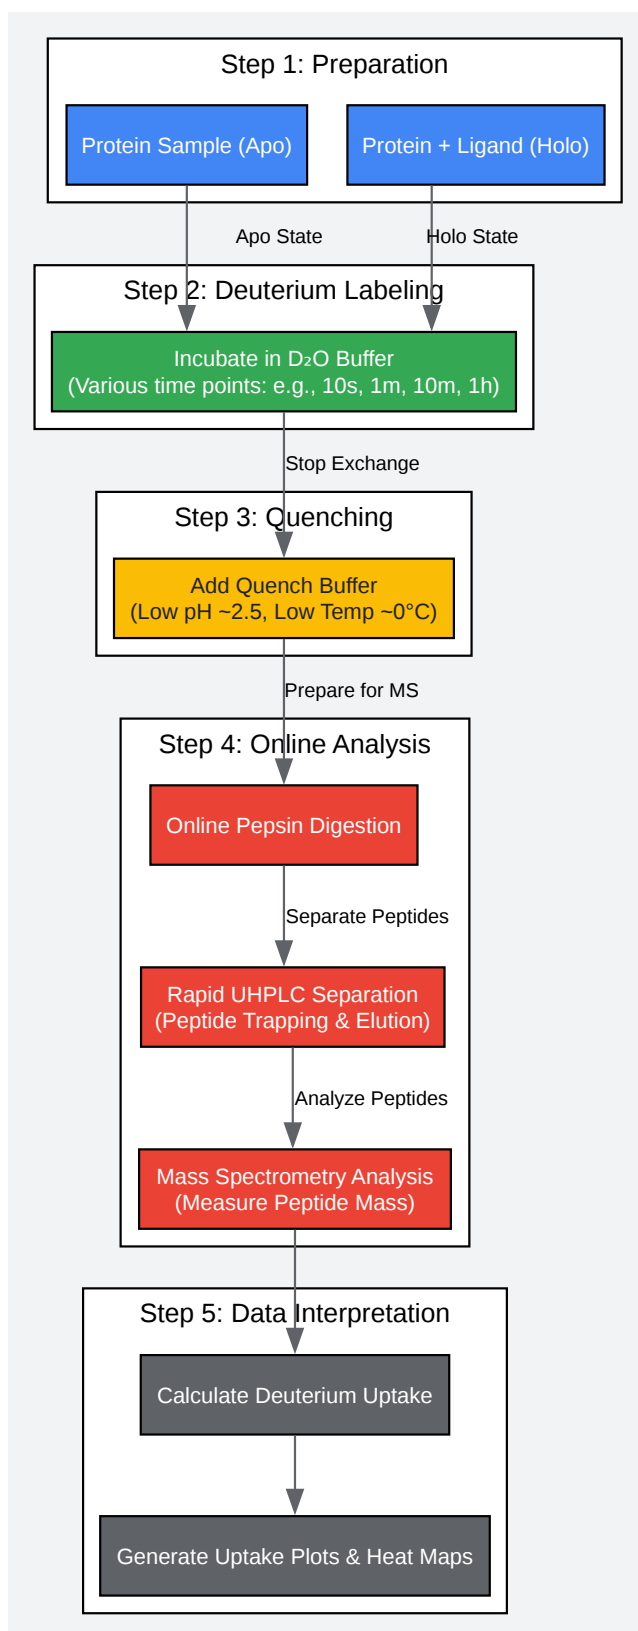 Step 1: Preparation
Protein Sample (Apo)
Protein + Ligand (Holo)
Apo State
Holo State
Step 2: Deuterium Labeling
Incubate in D₂O Buffer
(Various time points: e.g., 10s, 1m, 10m, 1h)
Stop Exchange
Step 3: Quenching
Add Quench Buffer
(Low pH ~2.5, Low Temp ~0°C)
Prepare for MS
Step 4: Online Analysis
Online Pepsin Digestion
Separate Peptides
Rapid UHPLC Separation
(Peptide Trapping & Elution)
Analyze Peptides
Mass Spectrometry Analysis
(Measure Peptide Mass)
Step 5: Data Interpretation
Calculate Deuterium Uptake
Generate Uptake Plots & Heat Maps